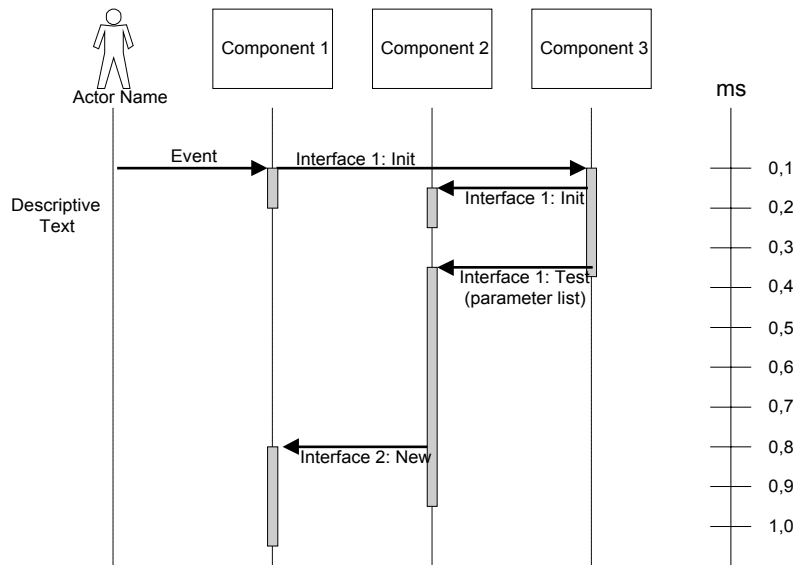 Component 1
Component 2
Component 3
Actor Name
ms
Event
Interface 1: Init
0,1
Interface 1: Init
Descriptive
Text
0,2
0,3
Interface 1: Test
(parameter list)
0,4
0,5
0,6
0,7
Interface 2: New
0,8
0,9
1,0